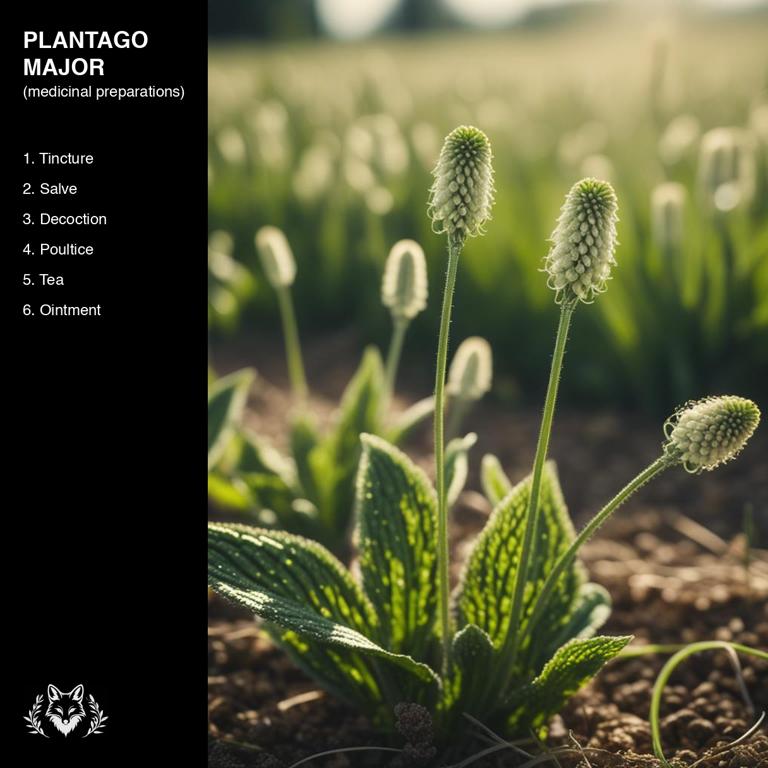 PLANTAGO
MAJOR
(medicinal preparations)
1. Tincture
2. Salve
3. Decoction
4. Poultice
5. Tea
6. Ointment